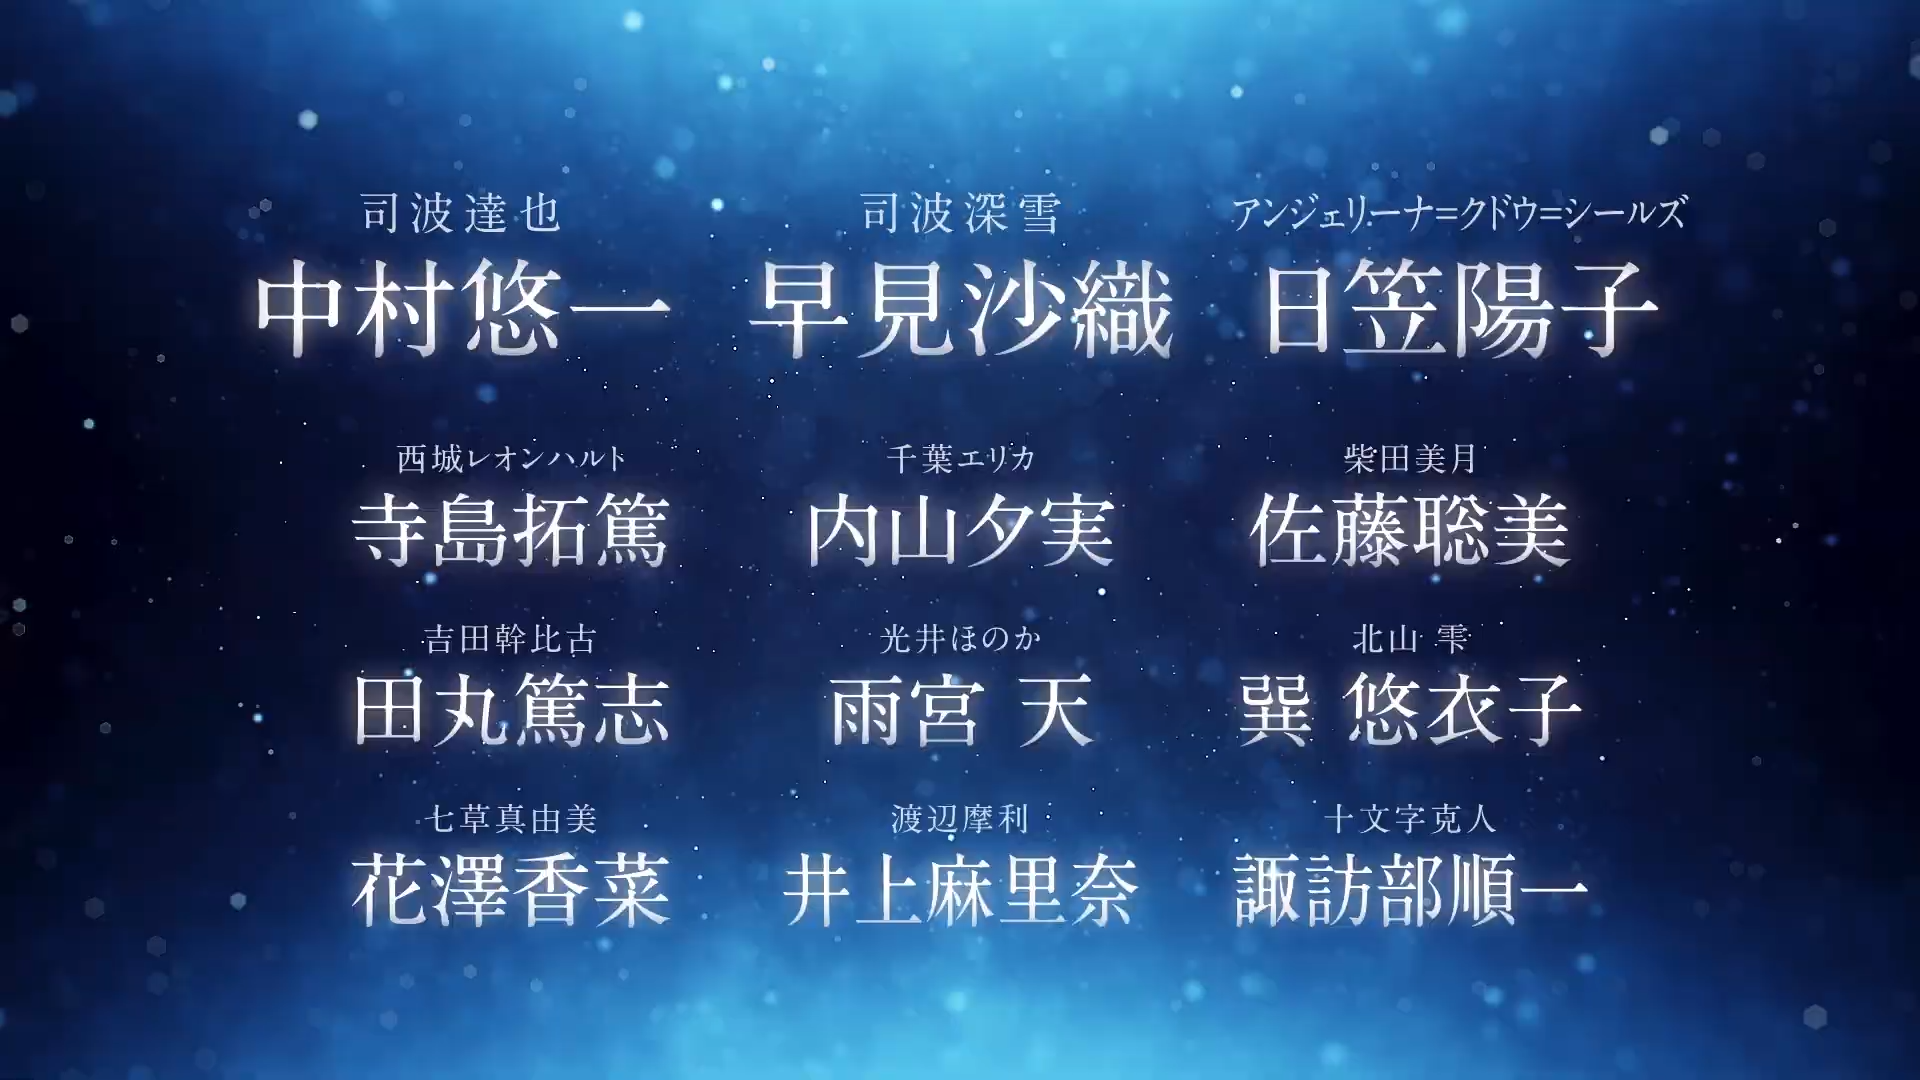 司波達也 司波深雪 アンジェリーナ=クドウ=シールズ
中村悠一 早見沙織 日笠陽子
西城レオンハルト 千葉エリカ 柴田美月
寺島拓篤 内山夕実 佐藤聡美
吉田幹比古 光井ほのか 北山 雫
田丸篤志 雨宮 天 巽 悠衣子
七草真由美 渡辺摩利 十文字克人
花澤香菜 井上麻里奈 諏訪部順一